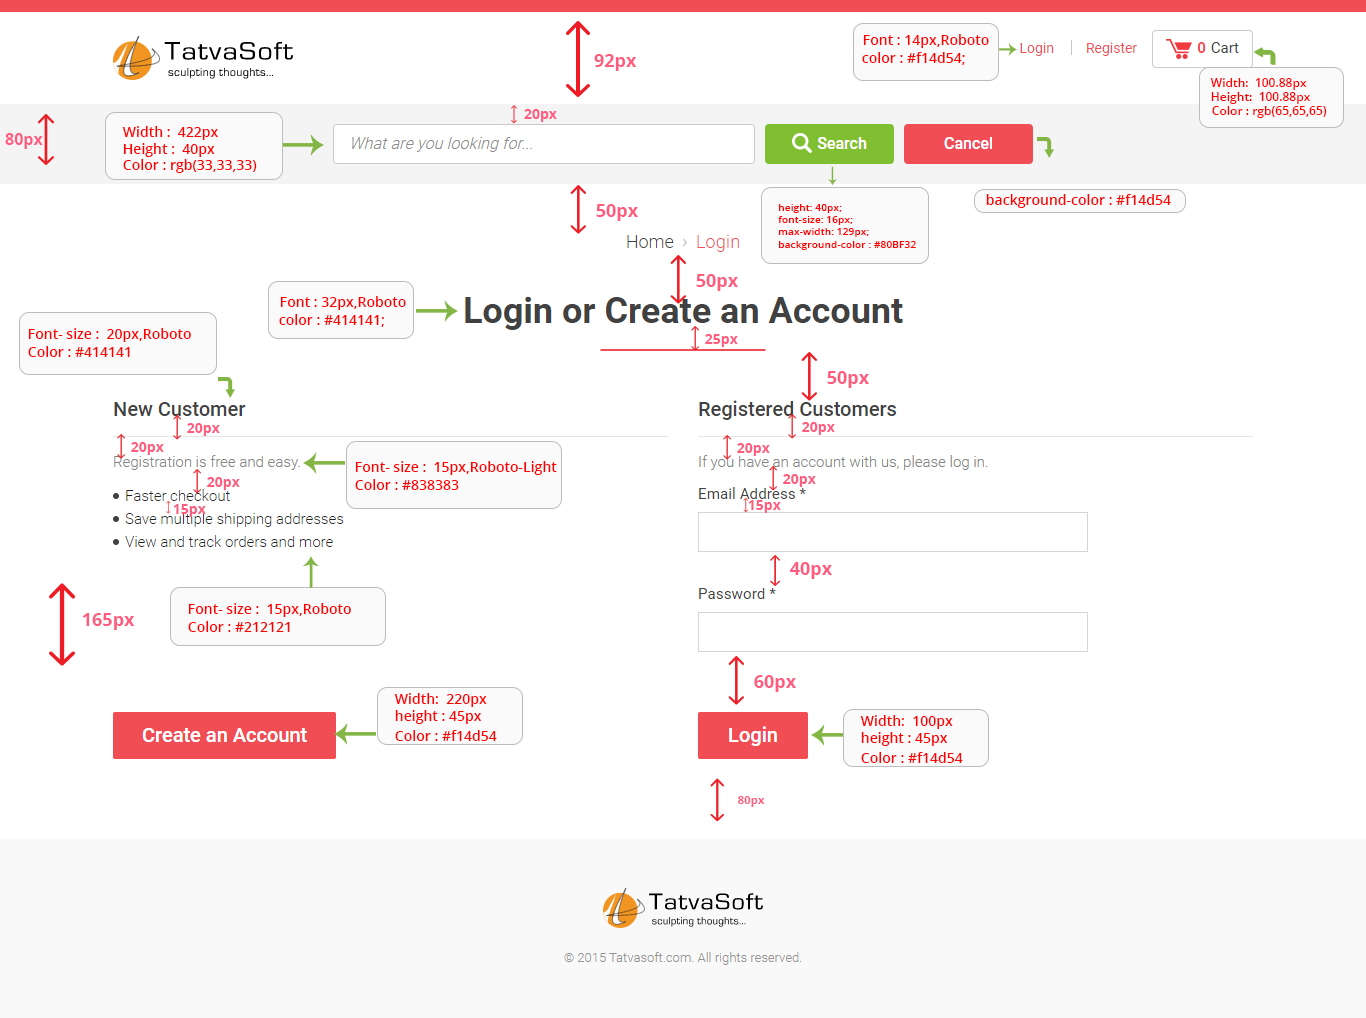 TatvaSoft
sculpting thoughts...
92px
Font : 14px,Roboto
color : #f14d54;
Login
Register
0 Cart
Width: 100.88px
Height: 100.88px
Color : rgb(65,65,65)
80px
Width : 422px
Height : 40px
Color : rgb(33,33,33)
20px
What are you looking for...
Search
Cancel
50px
height: 40px;
font-size: 16px;
max-width: 129px;
background-color : #80BF32
background-color : #f14d54
Home › Login
50px
Font : 32px,Roboto
color : #414141;
Login or Create an Account
25px
Font- size : 20px,Roboto
Color : #414141
50px
New Customer
20px
20px
Registration is free and easy.
Font- size : 15px,Roboto-Light
Color : #838383
20px
• Faster checkout
15px
• Save multiple shipping addresses
• View and track orders and more
165px
Font- size : 15px,Roboto
Color : #212121
Create an Account
Width: 220px
height : 45px
Color : #f14d54
Registered Customers
20px
20px
If you have an account with us, please log in.
20px
Email Address *
15px
40px
Password *
60px
Login
Width: 100px
height : 45px
Color : #f14d54
80px
TatvaSoft
sculpting thoughts...
© 2015 Tatvasoft.com. All rights reserved.